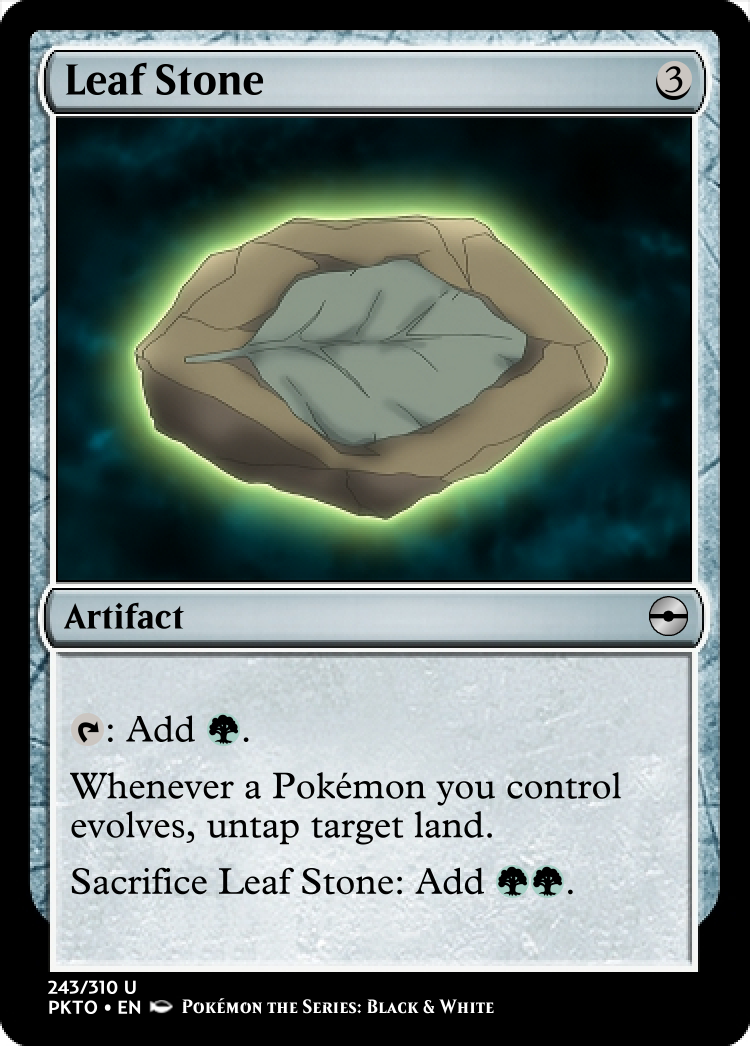 Leaf Stone 3
Artifact
: Add .
Whenever a Pokémon you control
evolves, untap target land.
Sacrifice Leaf Stone: Add .
243/310 U
PKTO • EN Pokémon the Series: Black & White